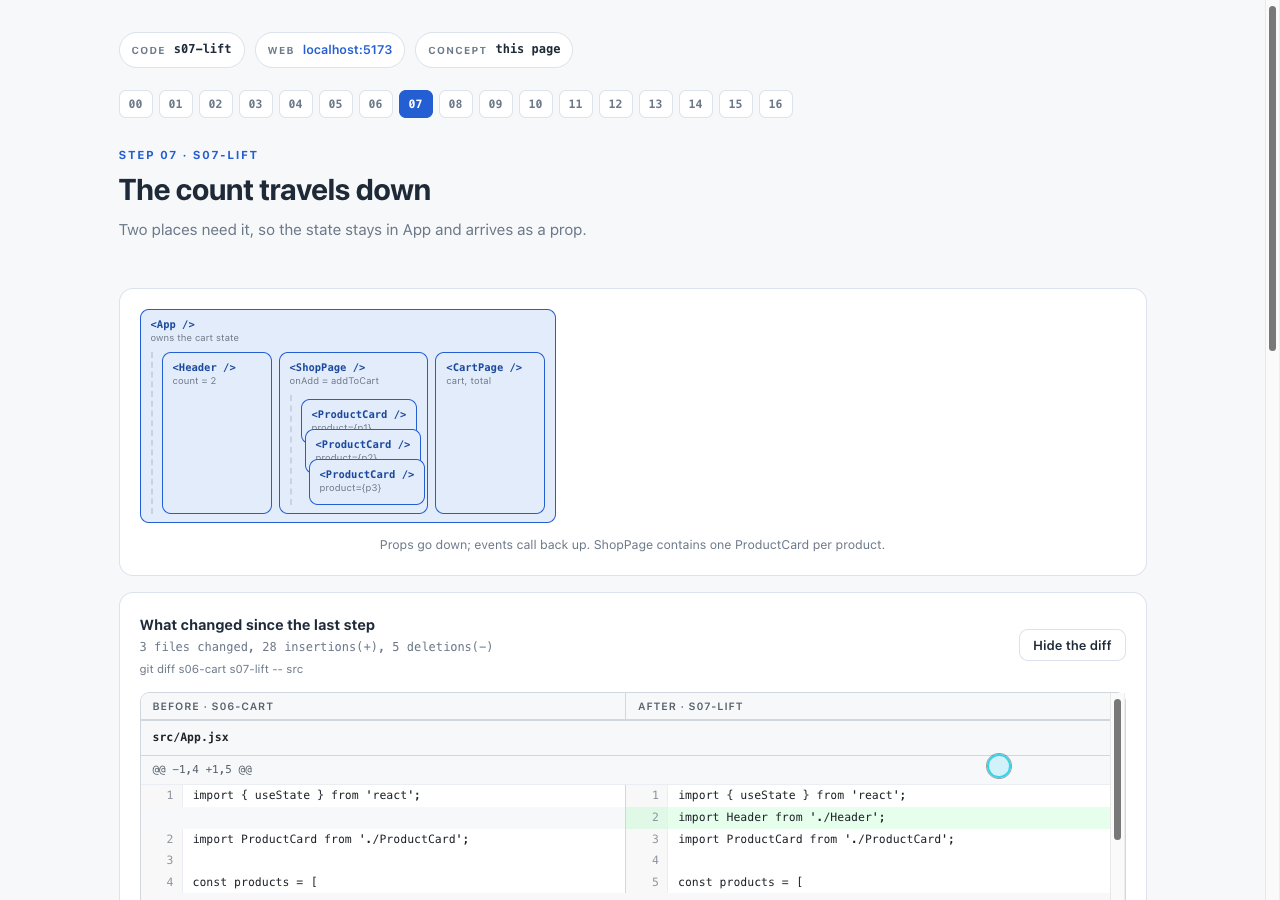 CODE s07-lift WEB localhost:5173 CONCEPT this page
00 01 02 03 04 05 06 07 08 09 10 11 12 13 14 15 16
STEP 07 · S07-LIFT
The count travels down
Two places need it, so the state stays in App and arrives as a prop.
<App />
owns the cart state
<Header />
count = 2
<ShopPage />
onAdd = addToCart
<ProductCard />
product={p1}
<ProductCard />
product={p2}
<ProductCard />
product={p3}
<CartPage />
cart, total
Props go down; events call back up. ShopPage contains one ProductCard per product.
What changed since the last step
3 files changed, 28 insertions(+), 5 deletions(−)
git diff s06-cart s07-lift -- src
Hide the diff
BEFORE · S06-CART AFTER · S07-LIFT
src/App.jsx
@@ −1,4 +1,5 @@
1 import { useState } from 'react'; 1 import { useState } from 'react';
2 import Header from './Header';
2 import ProductCard from './ProductCard'; 3 import ProductCard from './ProductCard';
3 4
4 const products = [ 5 const products = [